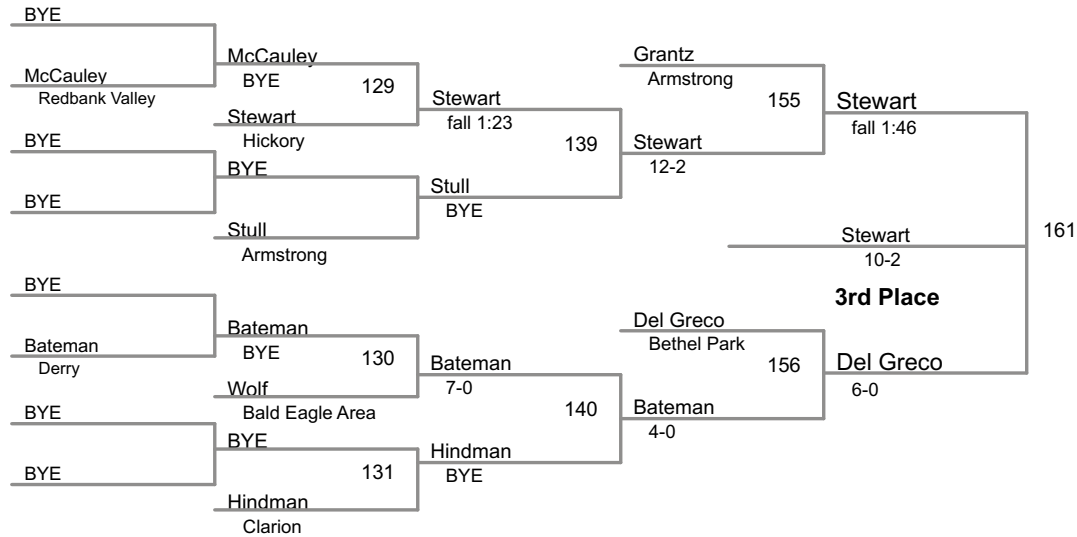 BYE
McCauley
Redbank Valley
BYE
BYE
BYE
Bateman
Derry
BYE
BYE
McCauley
BYE
129
Stewart
Hickory
BYE
Stull
Armstrong
Bateman
BYE
130
Wolf
Bald Eagle Area
BYE
131
Hindman
Clarion
Stewart
fall 1:23
139
Stull
BYE
Bateman
7-0
140
Hindman
BYE
Grantz
Armstrong
155
Stewart
12-2
Del Greco
Bethel Park
156
Bateman
4-0
Stewart
fall 1:46
Stewart
10-2
161
3rd Place
Del Greco
6-0